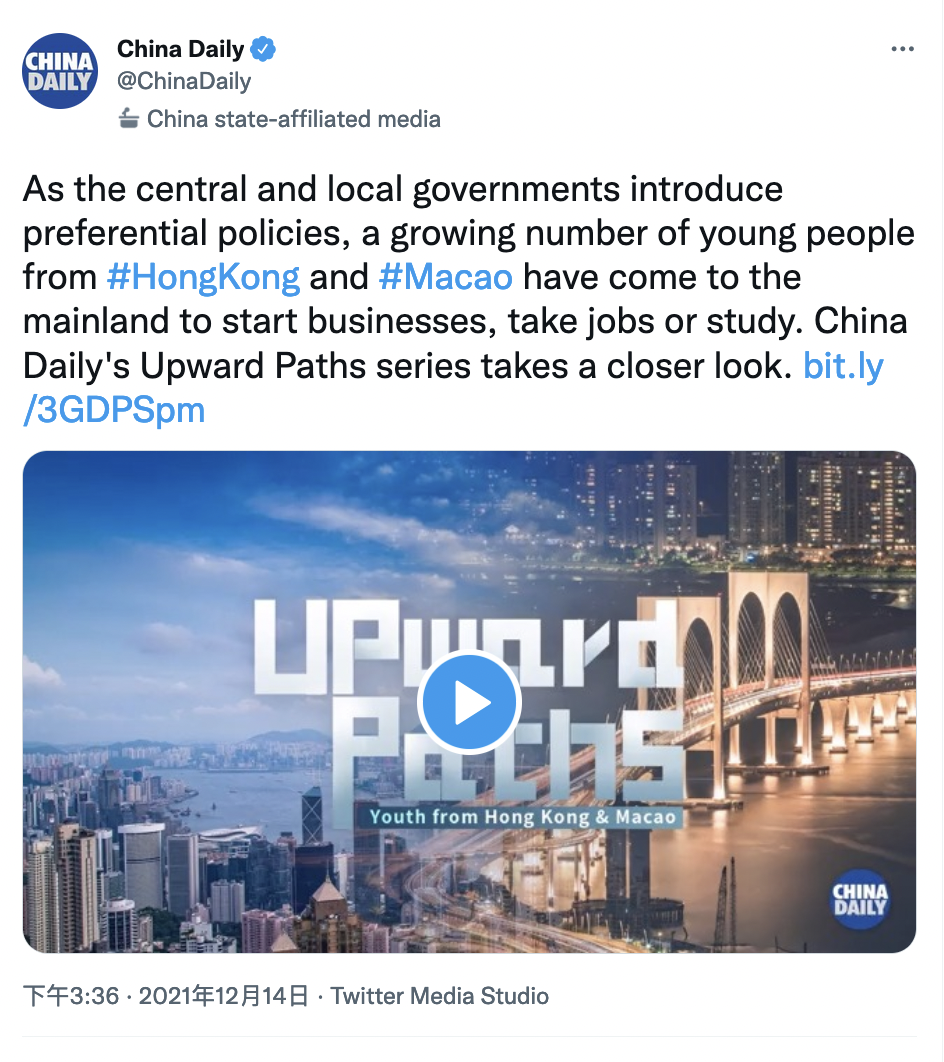 CHINA
DAILY
China Daily
@ChinaDaily
China state-affiliated media
As the central and local governments introduce
preferential policies, a growing number of young people
from #HongKong and #Macao have come to the
mainland to start businesses, take jobs or study. China
Daily's Upward Paths series takes a closer look. bit.ly
/3GDPSpm
UPward
Paths
Youth from Hong Kong & Macao
CHINA
DAILY
下午3:36 · 2021年12月14日 · Twitter Media Studio